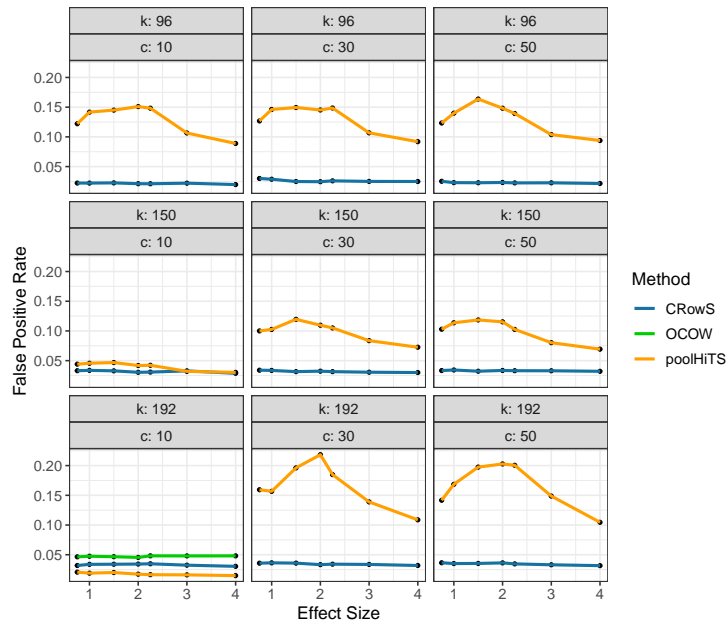 k: 96 k: 96 k: 96
c: 10 c: 30 c: 50
0.20
0.15
0.10
0.05
k: 150 k: 150 k: 150
c: 10 c: 30 c: 50
0.20
0.15
0.10
0.05
k: 192 k: 192 k: 192
c: 10 c: 30 c: 50
0.20
0.15
0.10
0.05
1 2 3 4 1 2 3 4 1 2 3 4
Effect Size
False Positive Rate
Method
CRowS
OCOW
poolHiTS